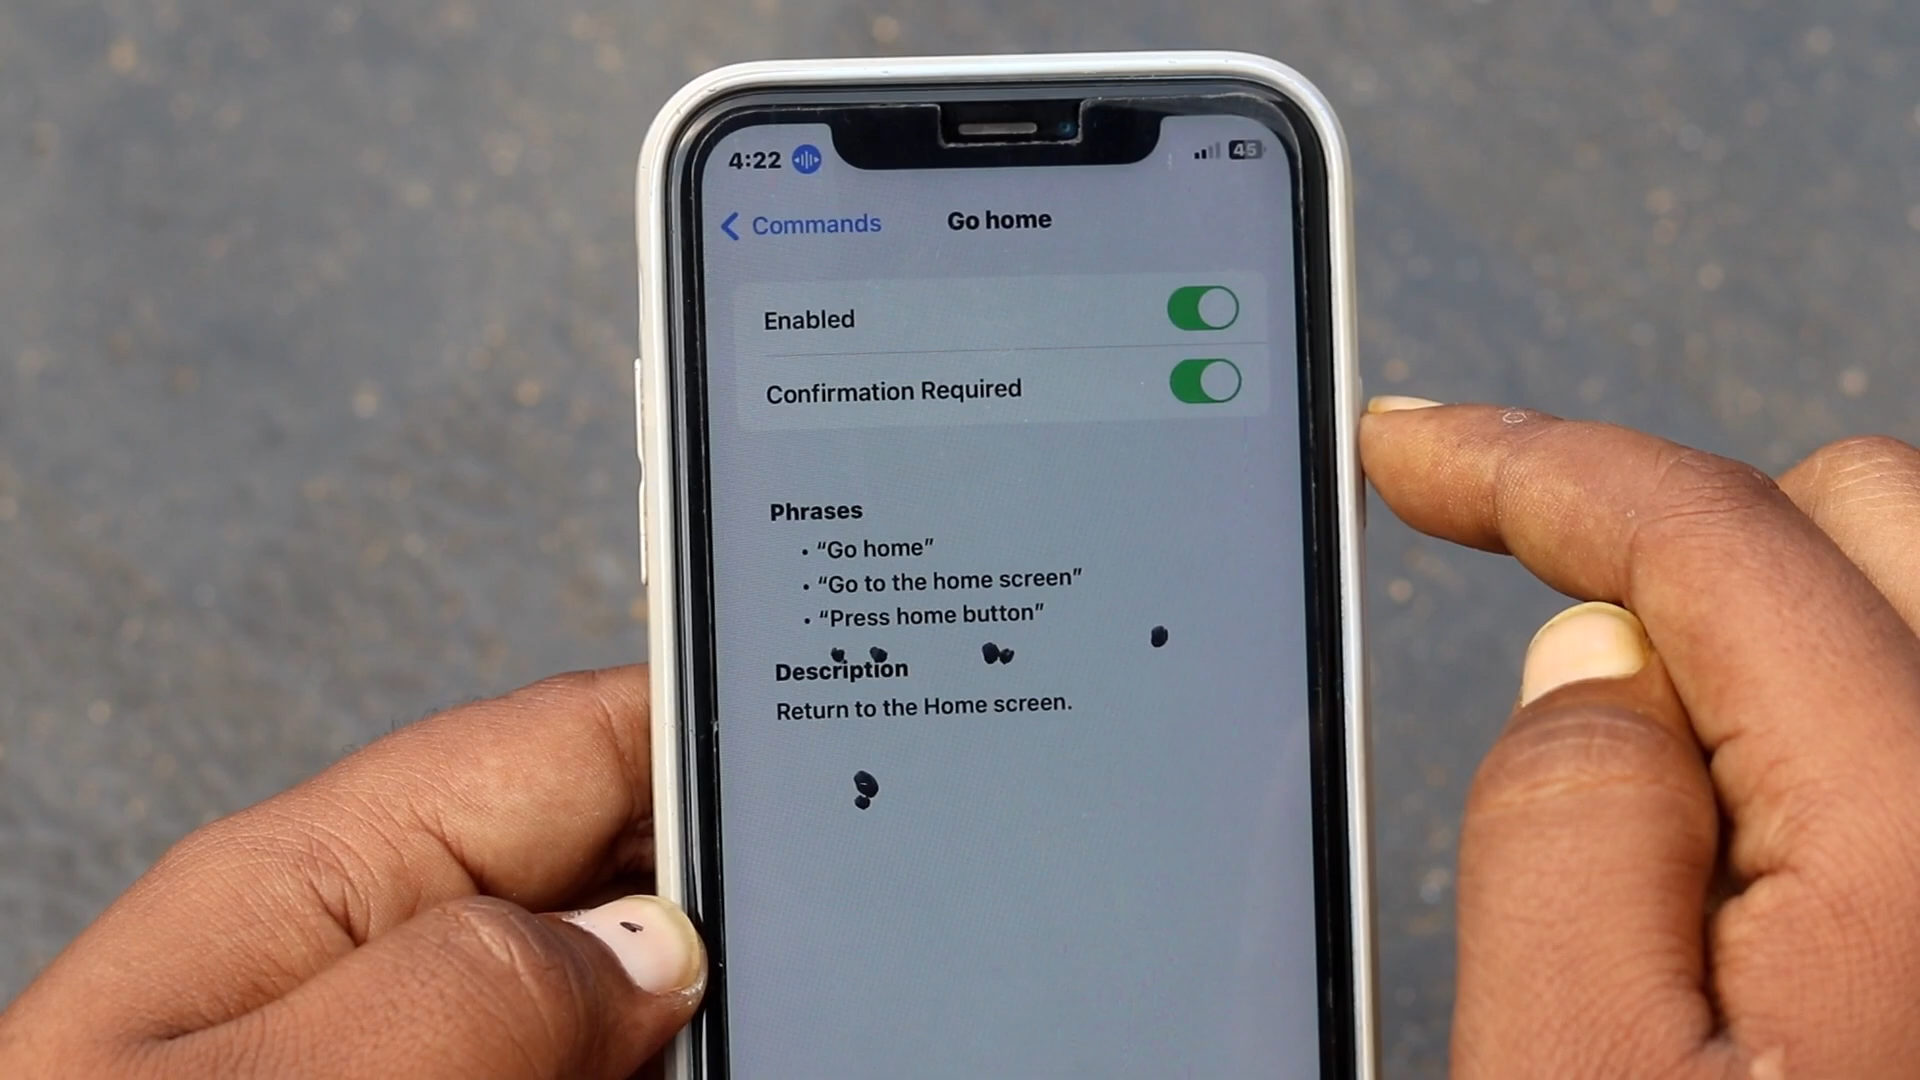 4:22
45
Commands
Go home
Enabled
Confirmation Required
Phrases
• “Go home”
• “Go to the home screen”
• “Press home button”
Description
Return to the Home screen.